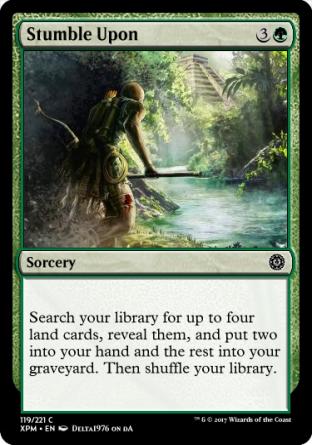 Stumble Upon 3
Sorcery
Search your library for up to four
land cards, reveal them, and put two
into your hand and the rest into your
graveyard. Then shuffle your library.
119/221 C
XPM • EN DELTA1976 ON DA
™ & © 2017 Wizards of the Coast